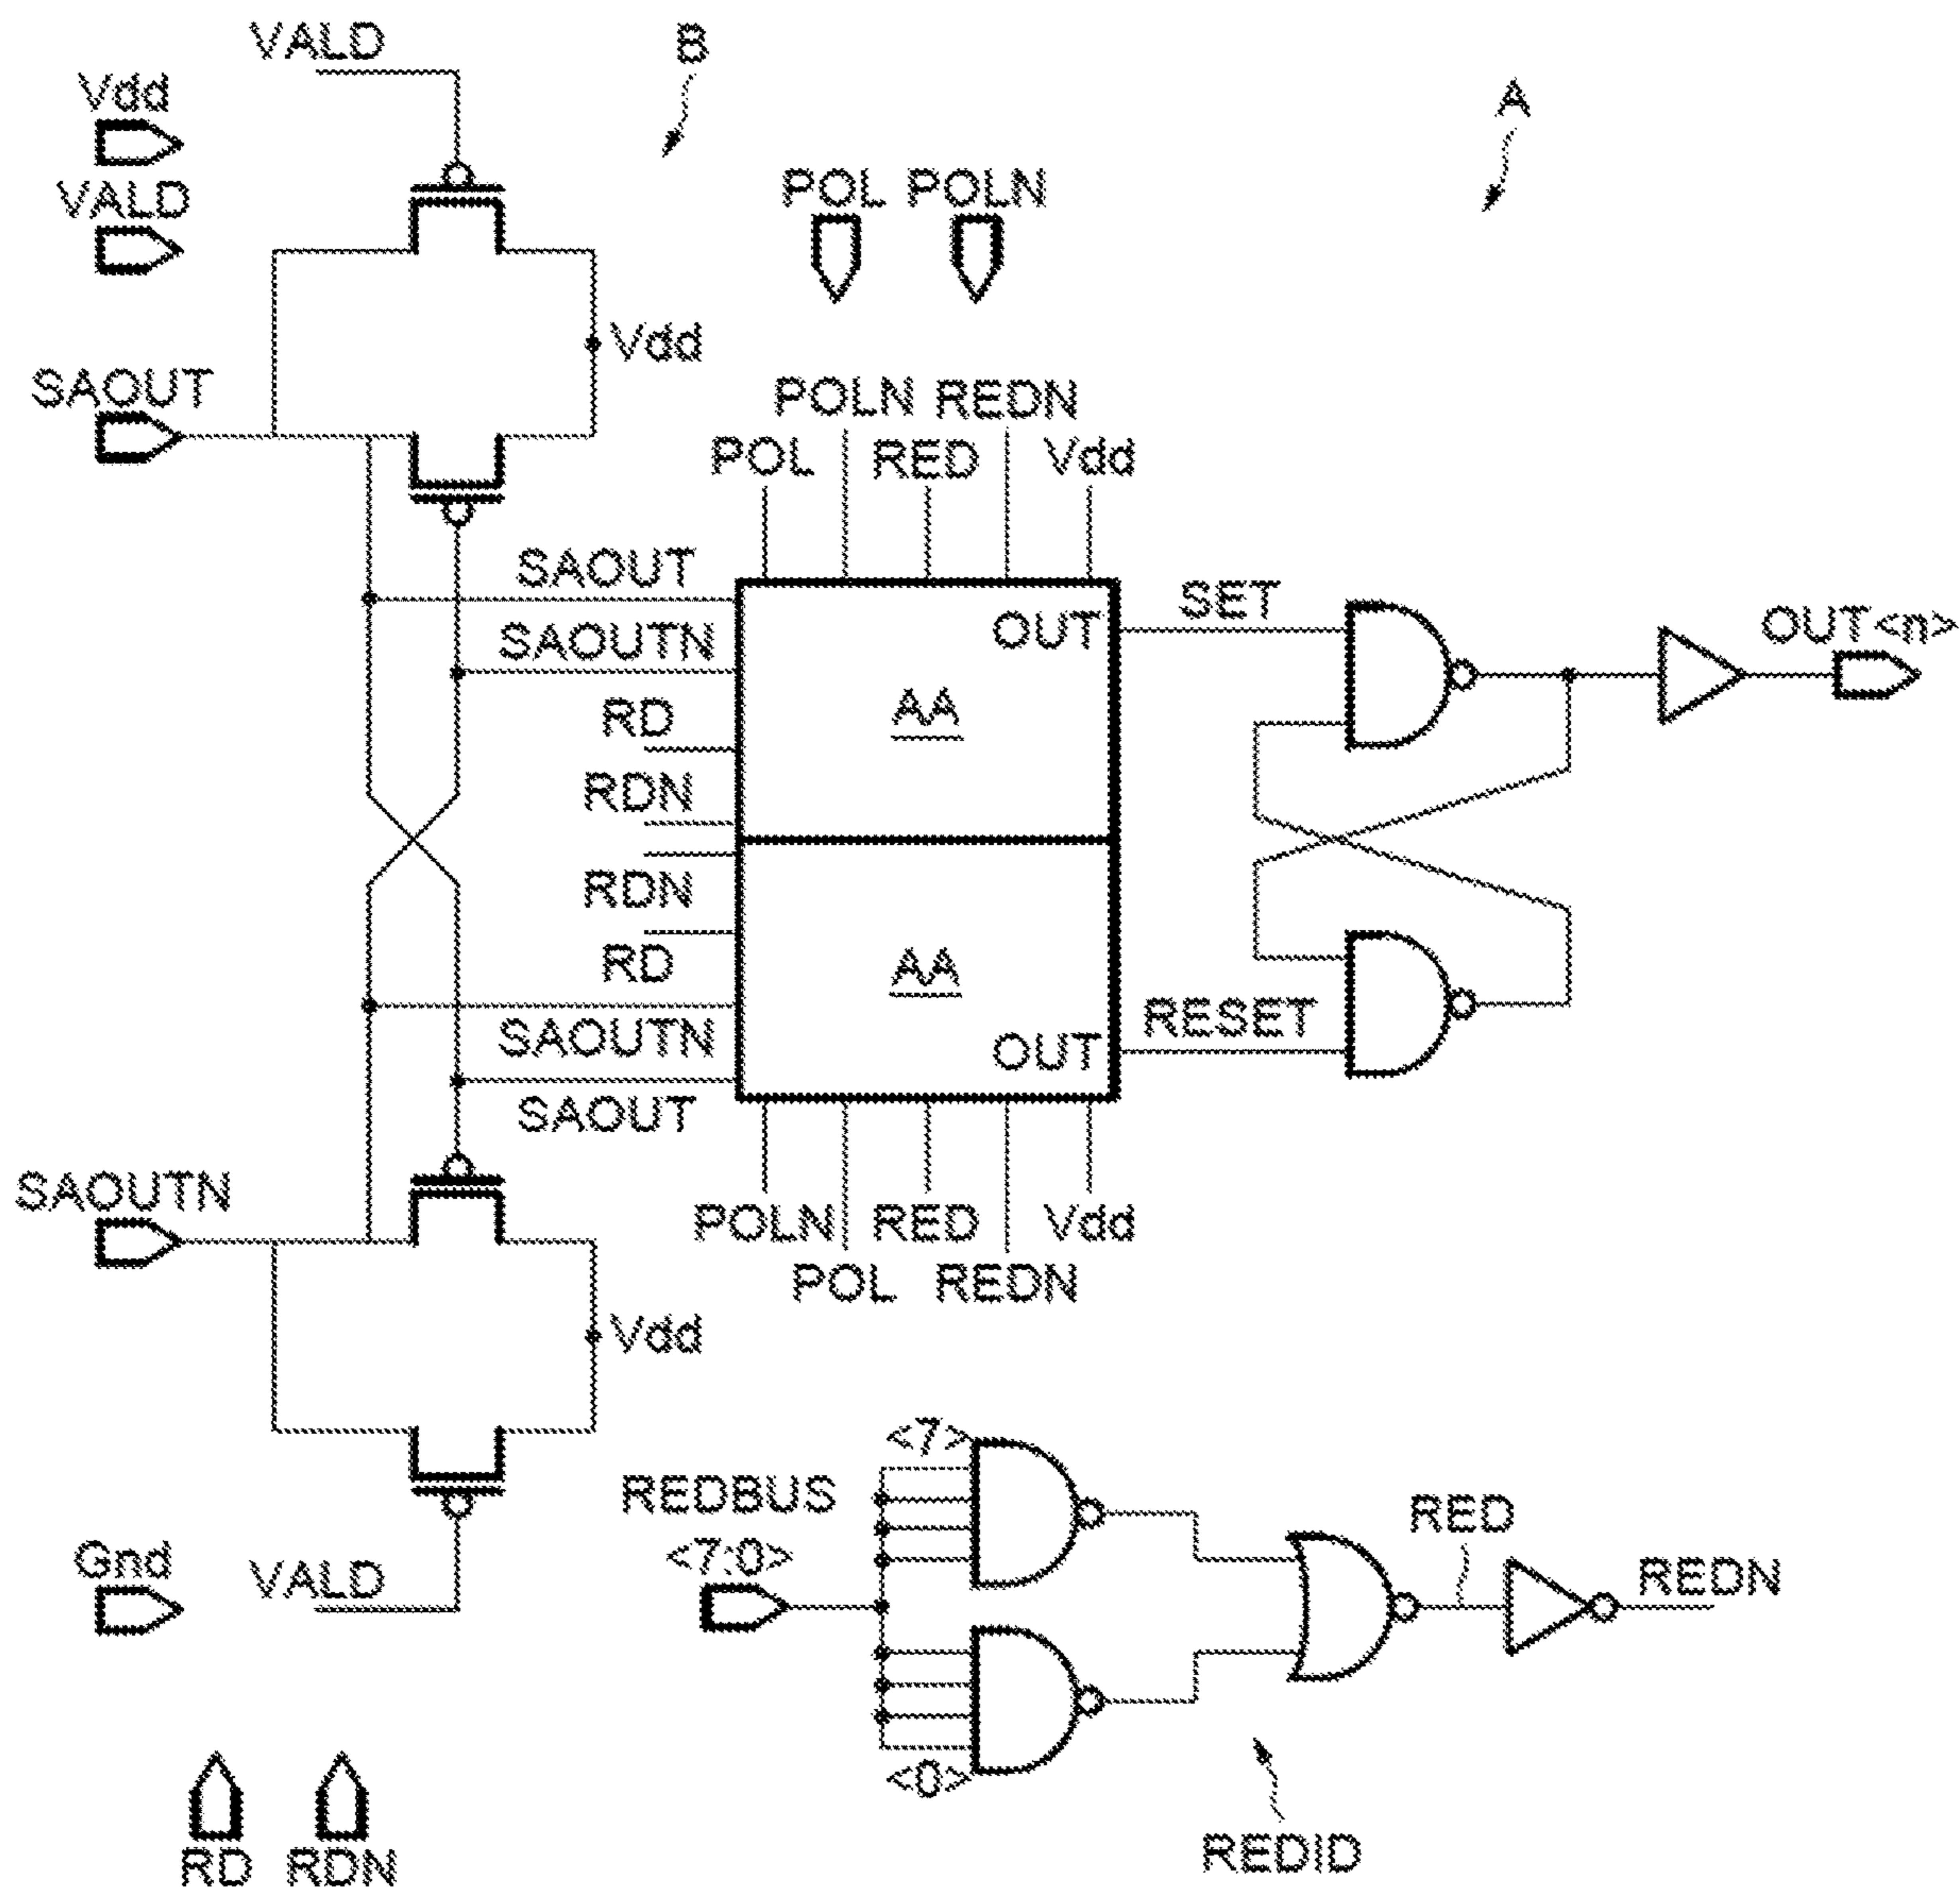 VALD
B
Vdd
A
VALD
POL POLN
Vdd
SAOUT
POLN REDN
POL RED Vdd
SAOUT
SET
OUT
OUT<n>
SAOUTN
AA
RD
RDN
RDN
RD
AA
SAOUTN
RESET
OUT
SAOUT
SAOUTN
POLN RED Vdd
POL REDN
Vdd
<7>
REDBUS
<7:0>
RED
REDN
Gnd
VALD
<0>
REDID
RD RDN